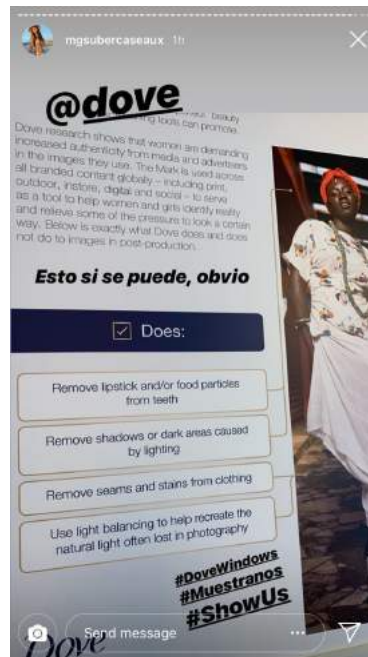 mgsubercaseaux 1h
@dove
beauty
tools can promote.
Dove research shows that women are demanding
increased authenticity from media and advertisers
in the images they use. The Mark is used across
all branded content globally – including print,
outdoor, instore, digital and social – to serve
as a tool to help women and girls identify reality
and relieve some of the pressure to look a certain
way. Below is exactly what Dove does and does
not do to images in post-production.
Esto si se puede, obvio
Does:
Remove lipstick and/or food particles
from teeth
Remove shadows or dark areas caused
by lighting
Remove seams and stains from clothing
Use light balancing to help recreate the
natural light often lost in photography
#DoveWindows
#Muestranos
#ShowUs
Send message
Dove